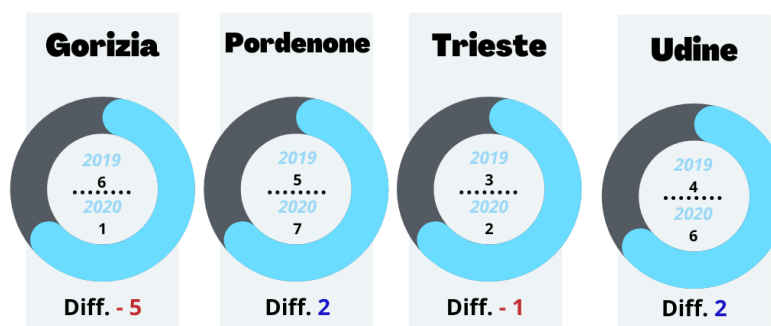 Gorizia
2019
6
2020
1
Diff. - 5
Pordenone
2019
5
2020
7
Diff. 2
Trieste
2019
3
2020
2
Diff. - 1
Udine
2019
4
2020
6
Diff. 2